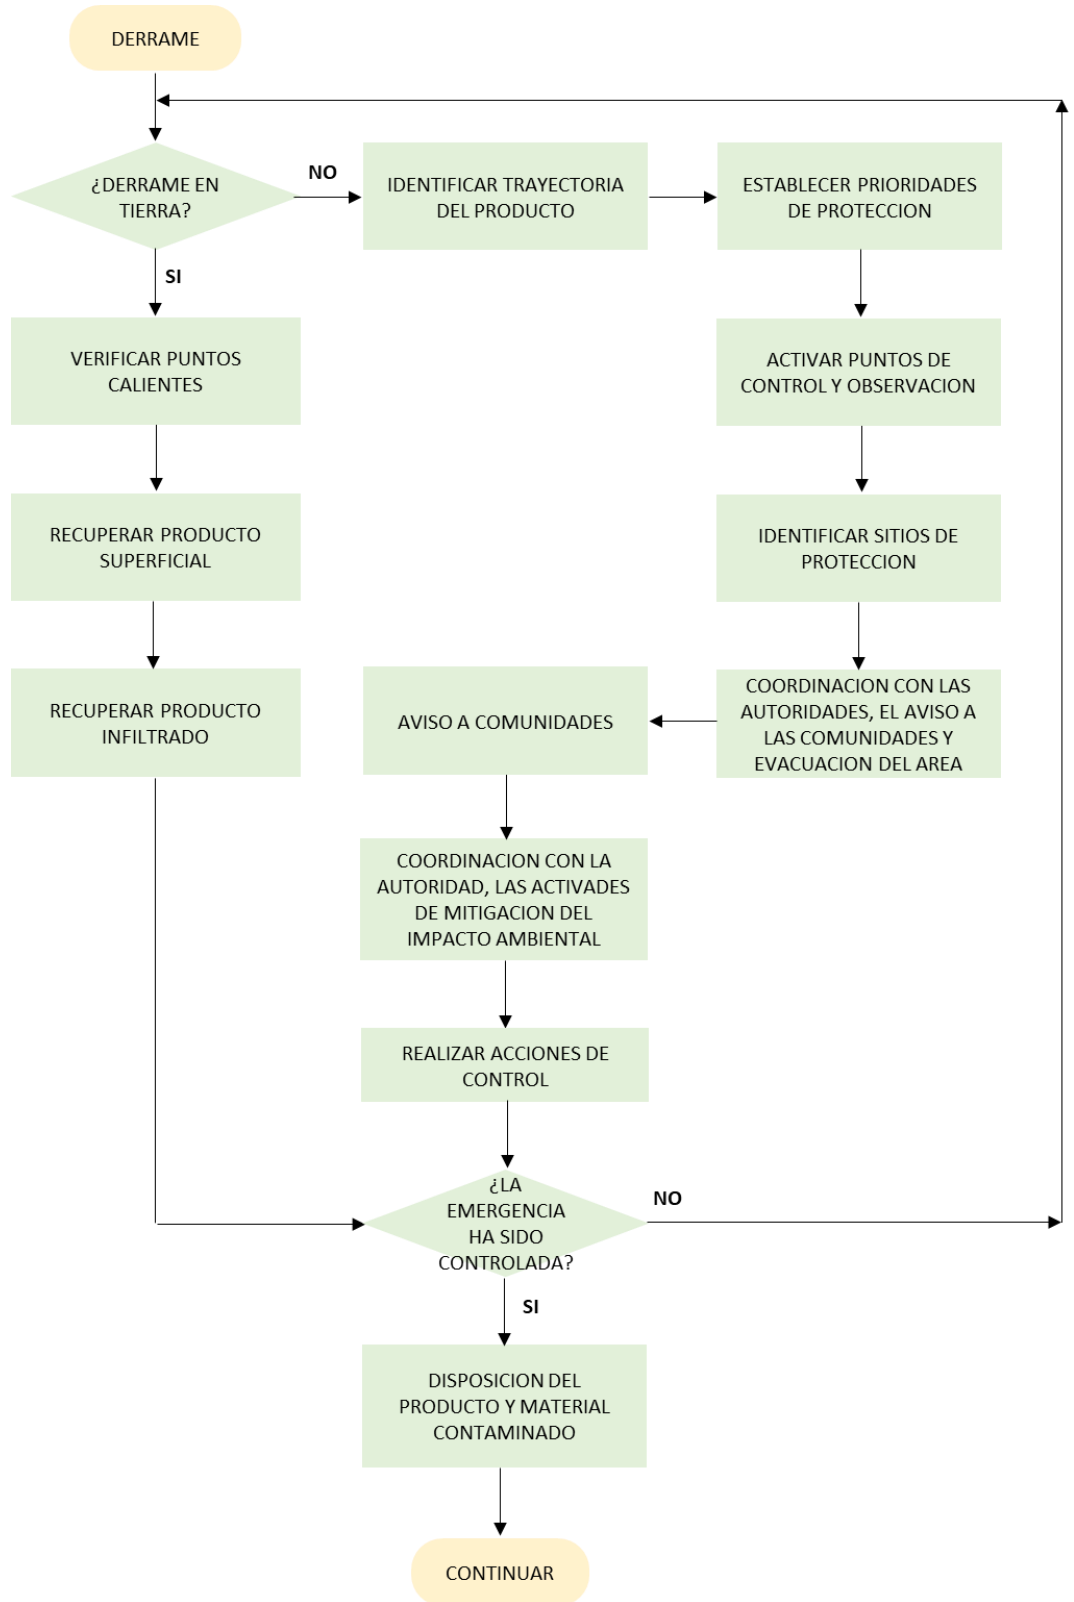 DERRAME
¿DERRAME EN
TIERRA?
NO
IDENTIFICAR TRAYECTORIA
DEL PRODUCTO
ESTABLECER PRIORIDADES
DE PROTECCION
SI
VERIFICAR PUNTOS
CALIENTES
ACTIVAR PUNTOS DE
CONTROL Y OBSERVACION
RECUPERAR PRODUCTO
SUPERFICIAL
IDENTIFICAR SITIOS DE
PROTECCION
RECUPERAR PRODUCTO
INFILTRADO
AVISO A COMUNIDADES
COORDINACION CON LAS
AUTORIDADES, EL AVISO A
LAS COMUNIDADES Y
EVACUACION DEL AREA
COORDINACION CON LA
AUTORIDAD, LAS ACTIVADES
DE MITIGACION DEL
IMPACTO AMBIENTAL
REALIZAR ACCIONES DE
CONTROL
¿LA
EMERGENCIA
HA SIDO
CONTROLADA?
NO
SI
DISPOSICION DEL
PRODUCTO Y MATERIAL
CONTAMINADO
CONTINUAR